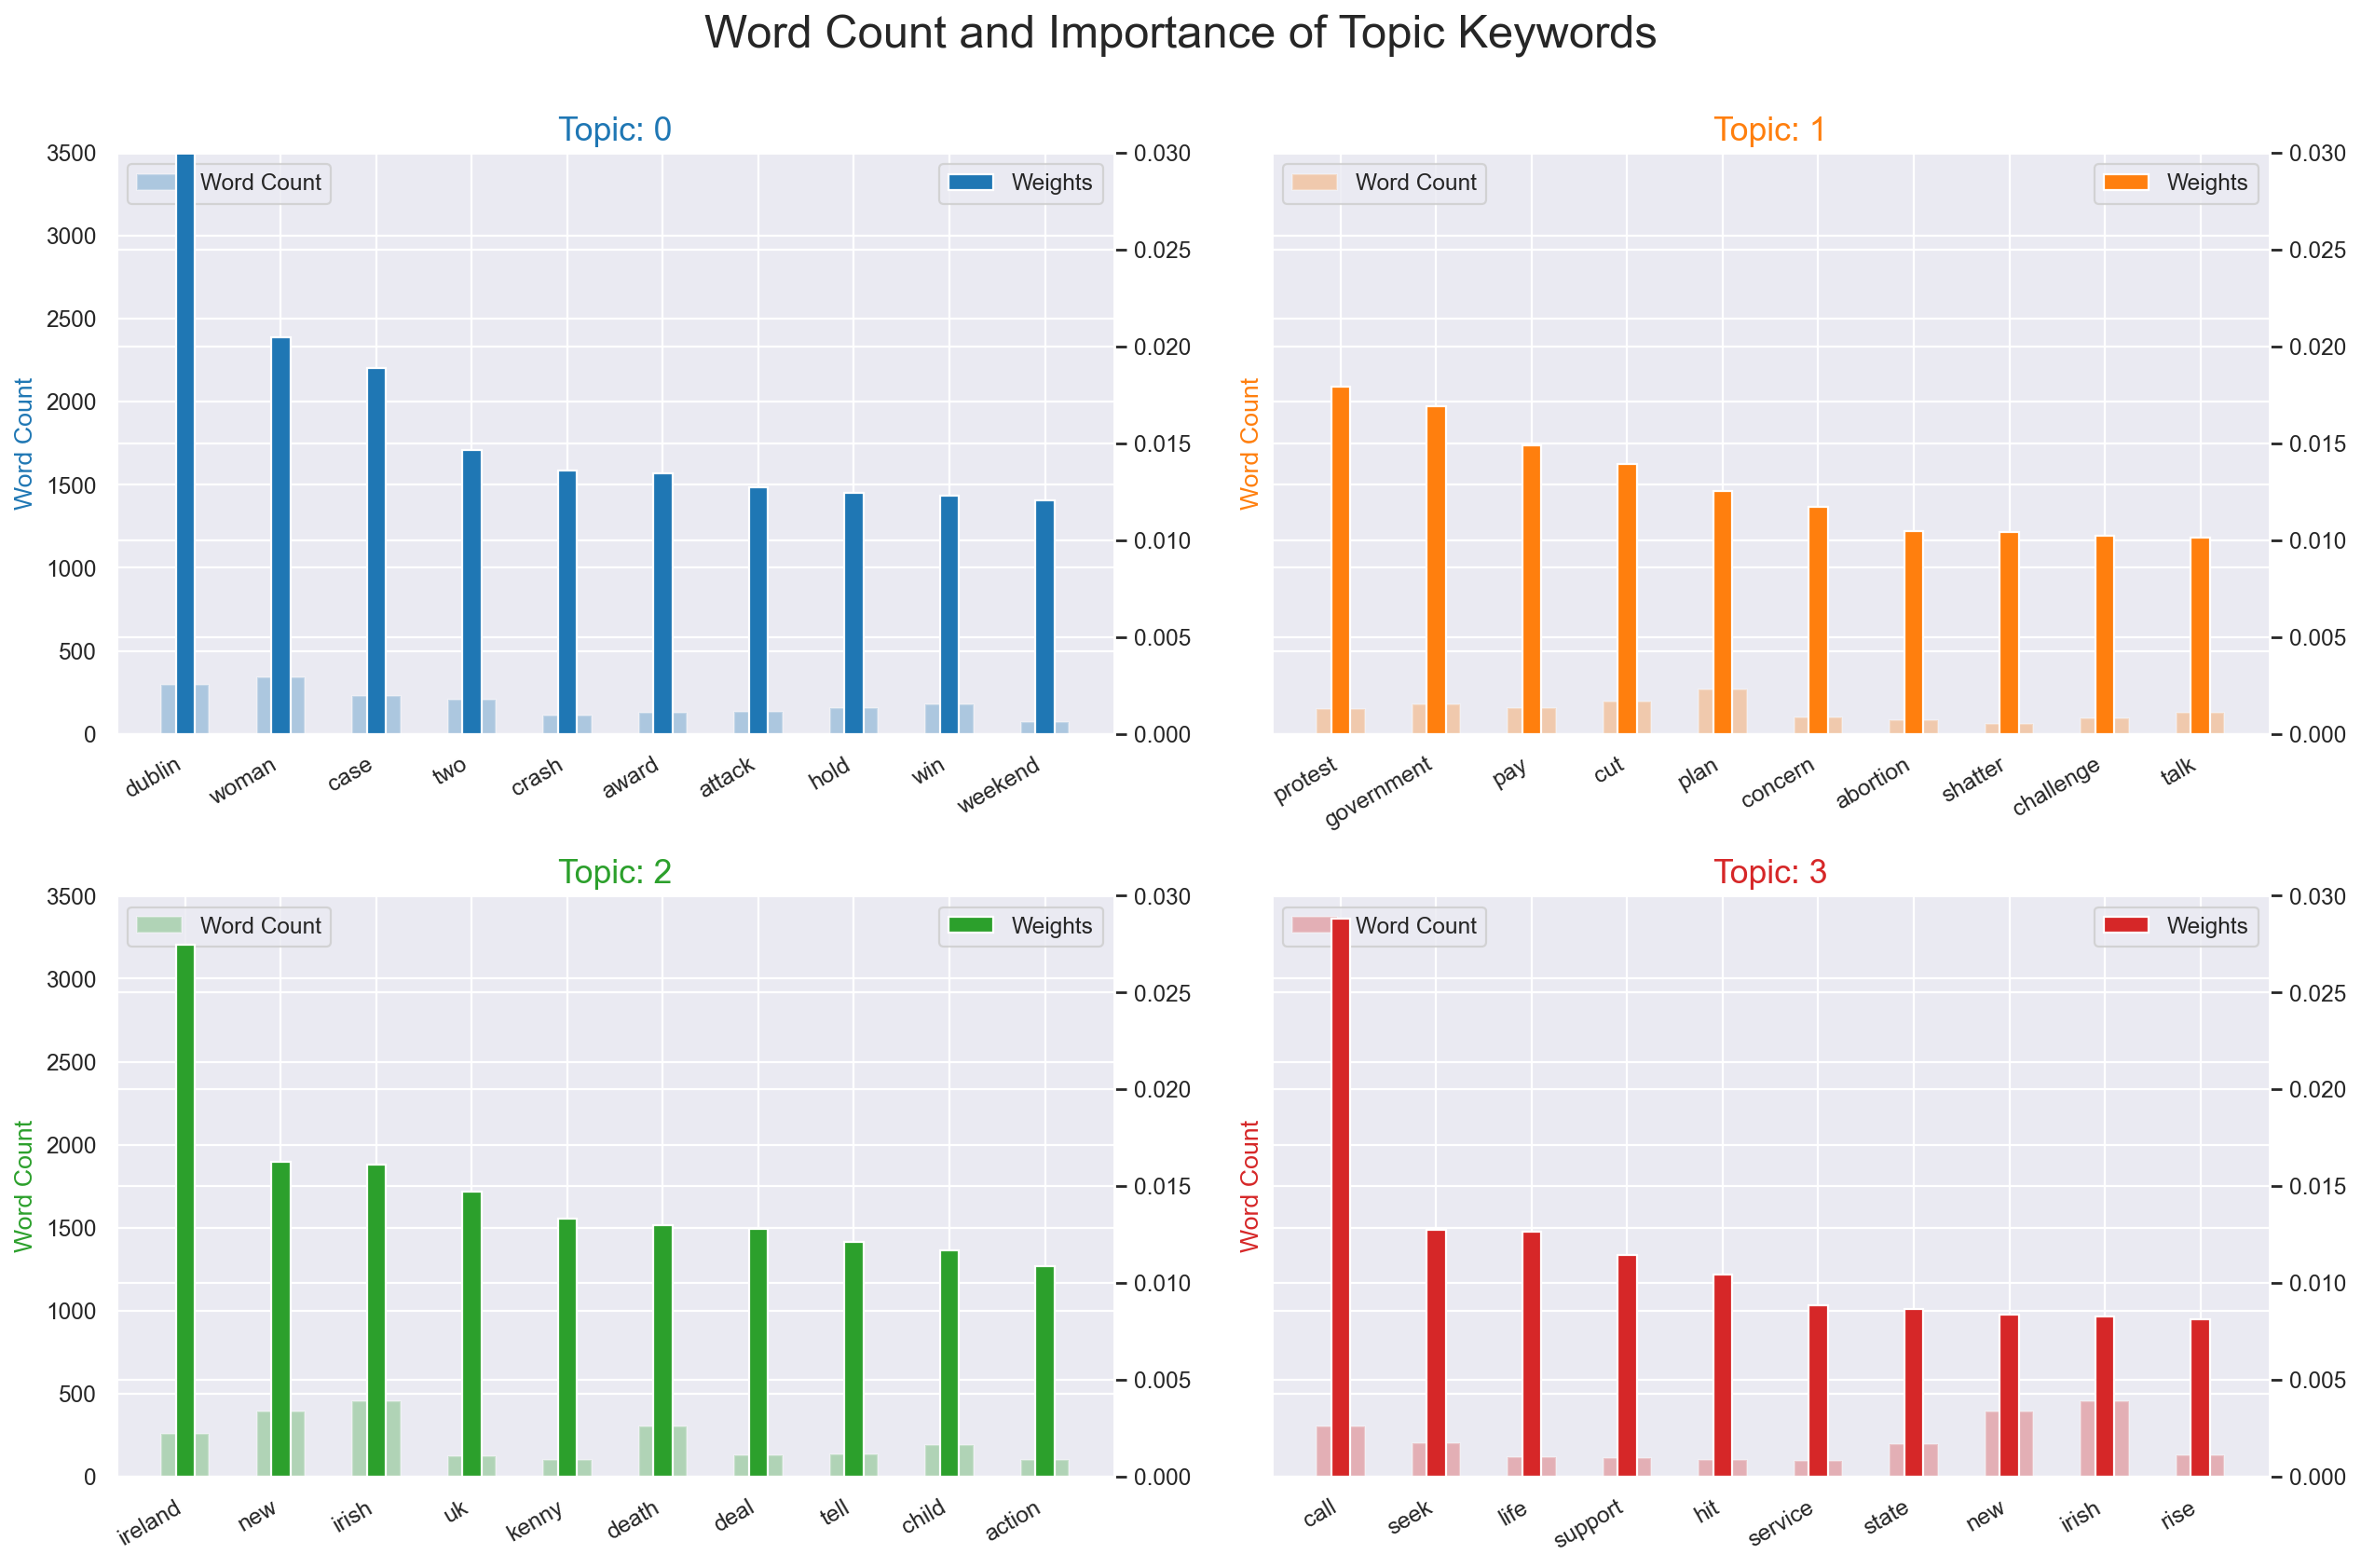 Word Count and Importance of Topic Keywords
Topic: 0
Word Count
Weights
Word Count
3500
3000
2500
2000
1500
1000
500
0
0.030
0.025
0.020
0.015
0.010
0.005
0.000
dublin
woman
case
two
crash
award
attack
hold
win
weekend
Topic: 1
Word Count
Weights
Word Count
0.030
0.025
0.020
0.015
0.010
0.005
0.000
protest
government
pay
cut
plan
concern
abortion
shatter
challenge
talk
Topic: 2
Word Count
Weights
Word Count
3500
3000
2500
2000
1500
1000
500
0
0.030
0.025
0.020
0.015
0.010
0.005
0.000
ireland
new
irish
uk
kenny
death
deal
tell
child
action
Topic: 3
Word Count
Weights
Word Count
0.030
0.025
0.020
0.015
0.010
0.005
0.000
call
seek
life
support
hit
service
state
new
irish
rise